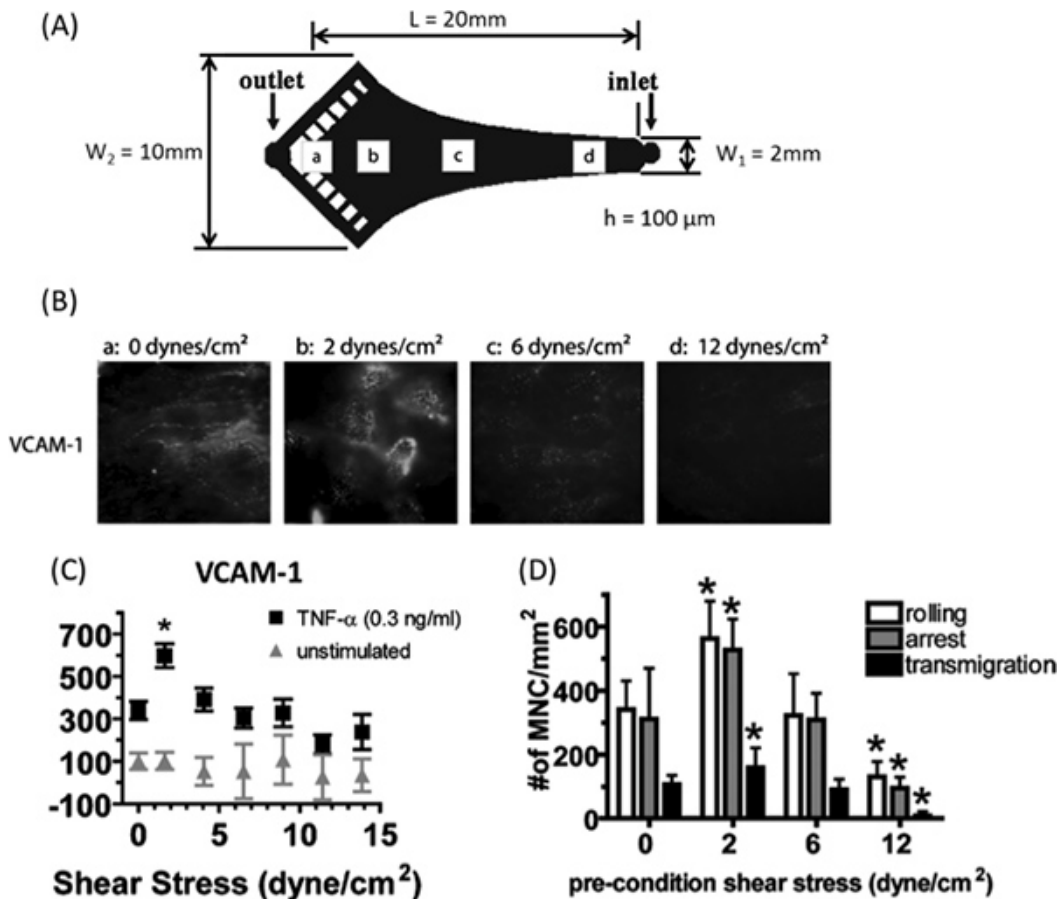 (A)
L = 20mm
outlet
inlet
W₂ = 10mm
a
b
c
d
W₁ = 2mm
h = 100 µm
(B)
a: 0 dynes/cm²
b: 2 dynes/cm²
c: 6 dynes/cm²
d: 12 dynes/cm²
VCAM-1
(C)
VCAM-1
*
■ TNF-α (0.3 ng/ml)
▲ unstimulated
700
500
300
100
-100
0
5
10
15
Shear Stress (dyne/cm²)
(D)
* * *
* * *
rolling
arrest
transmigration
#of MNC/mm²
600
400
200
0
0
2
6
12
pre-condition shear stress (dyne/cm²)